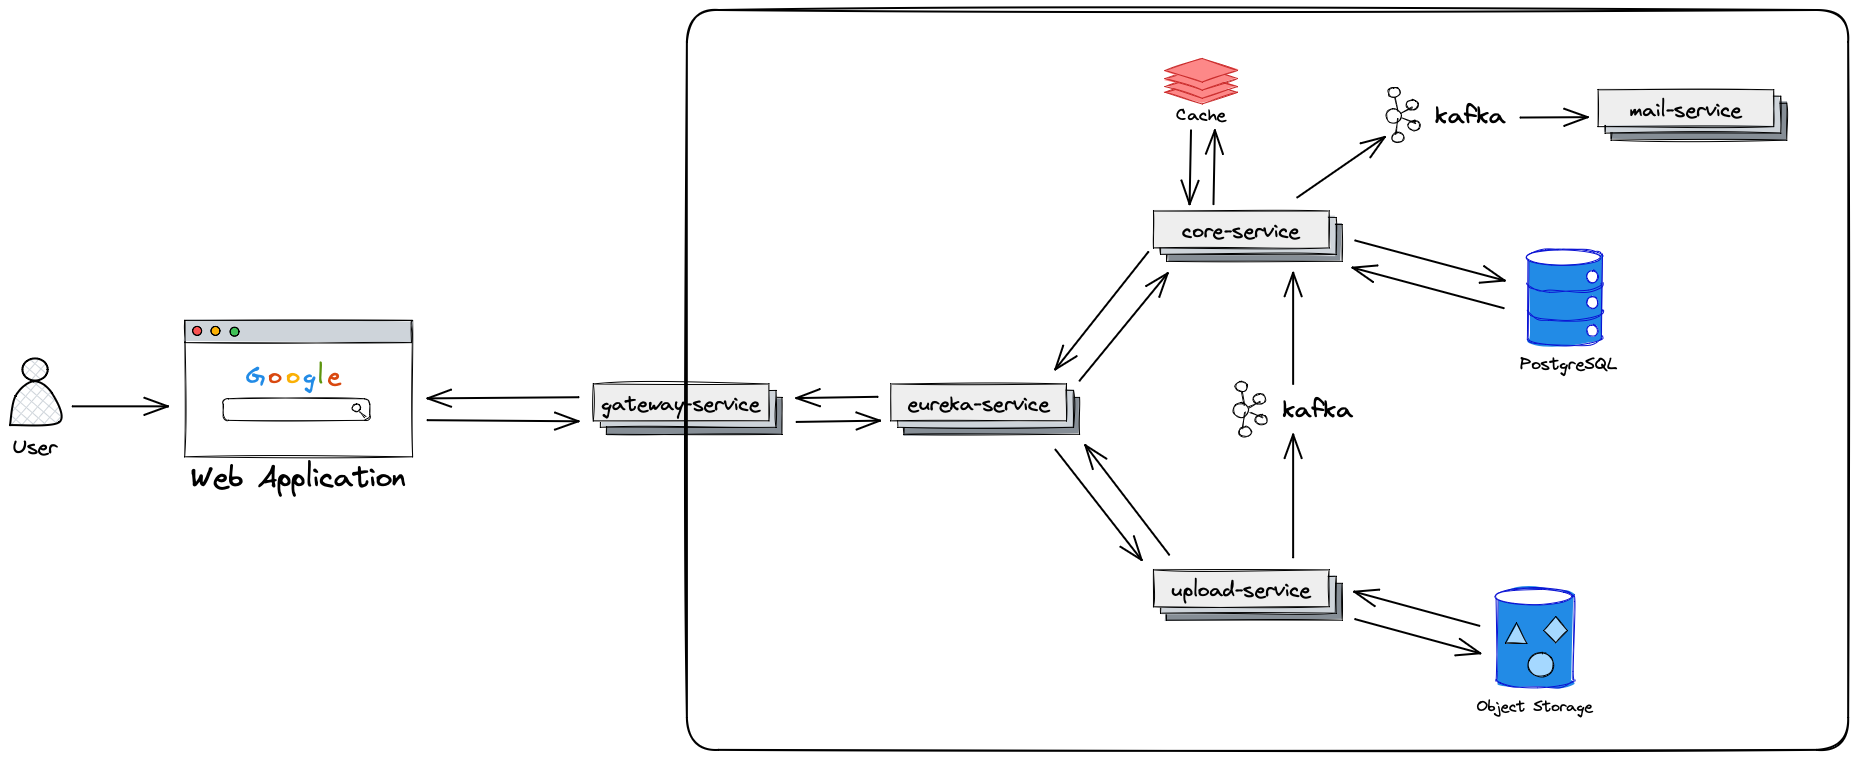 Cache
kafka
mail-service
core-service
PostgreSQL
Google
gateway-service
eureka-service
kafka
User
Web Application
upload-service
Object Storage